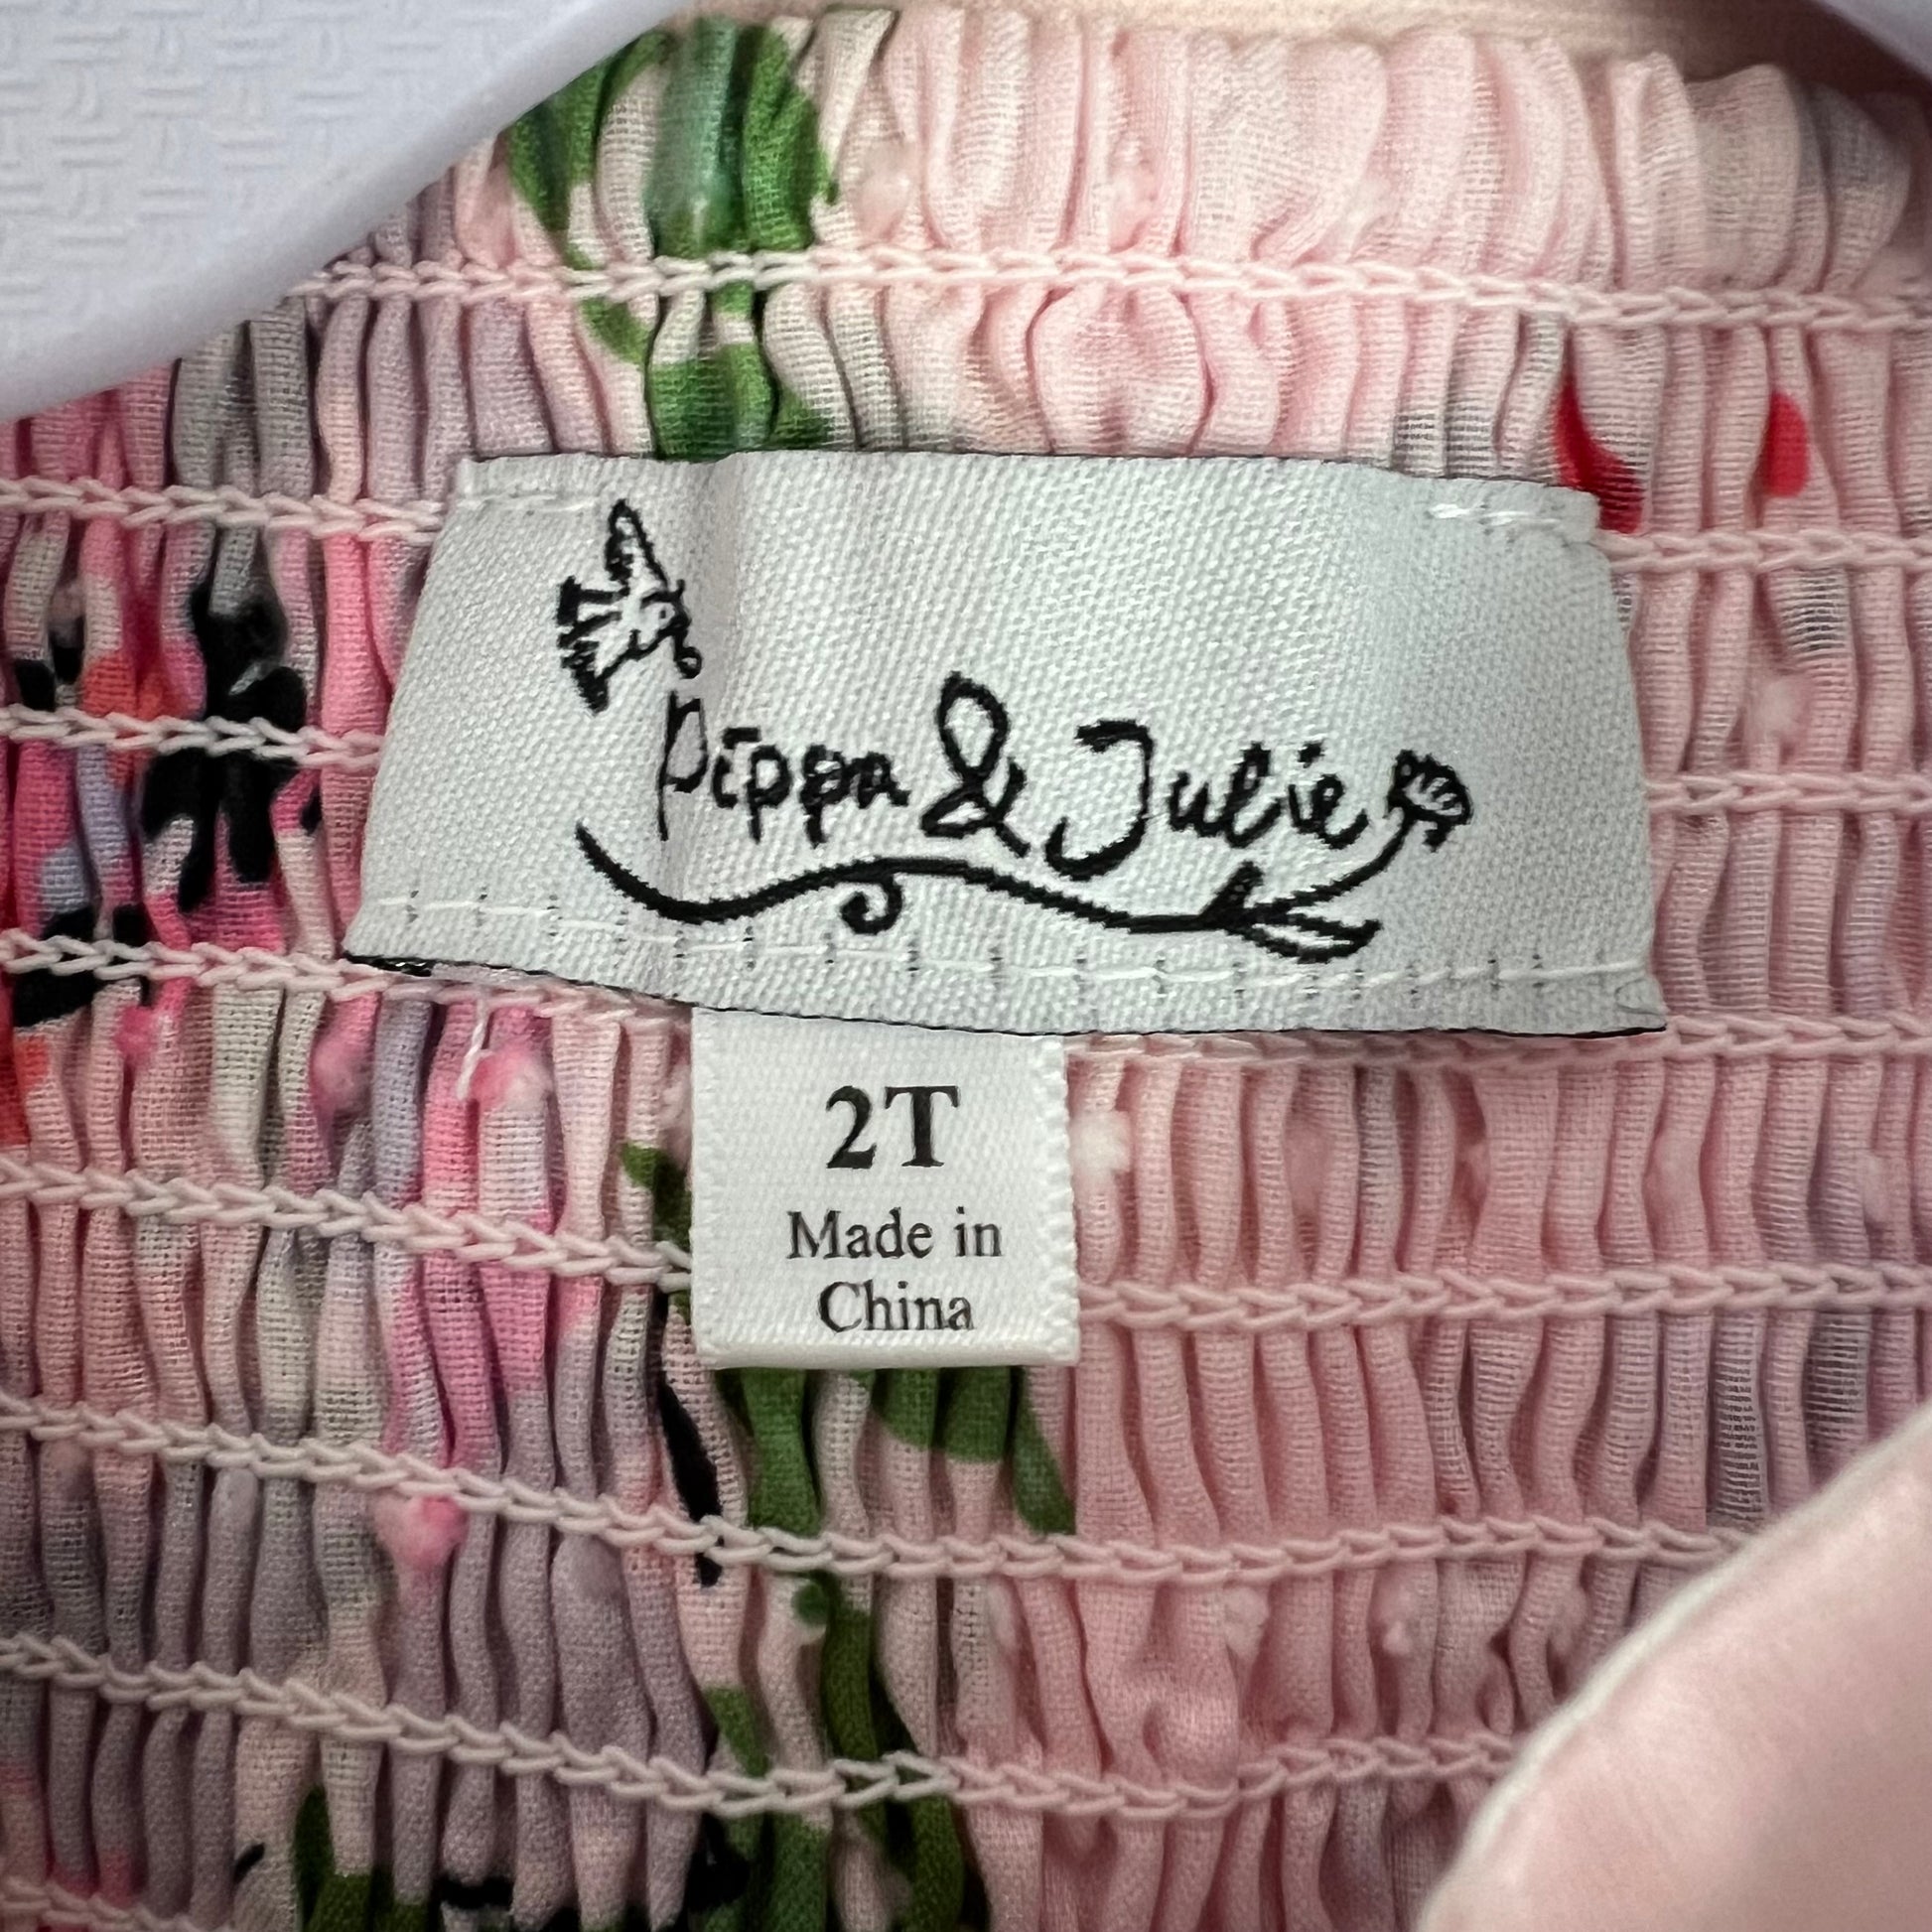 Pippa & Julie
2T
Made in
China